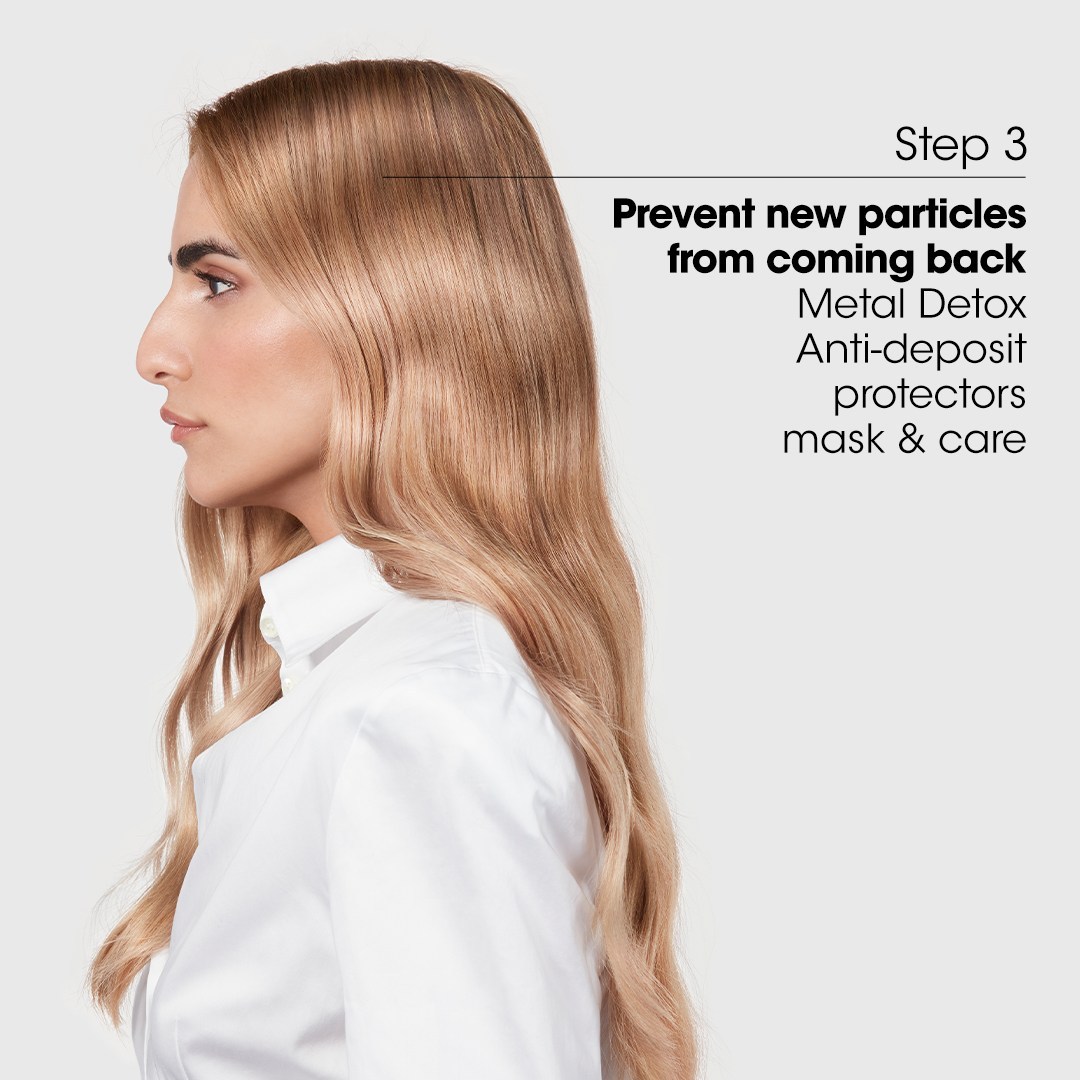 Step 3
Prevent new particles
from coming back
Metal Detox
Anti-deposit
protectors
mask & care